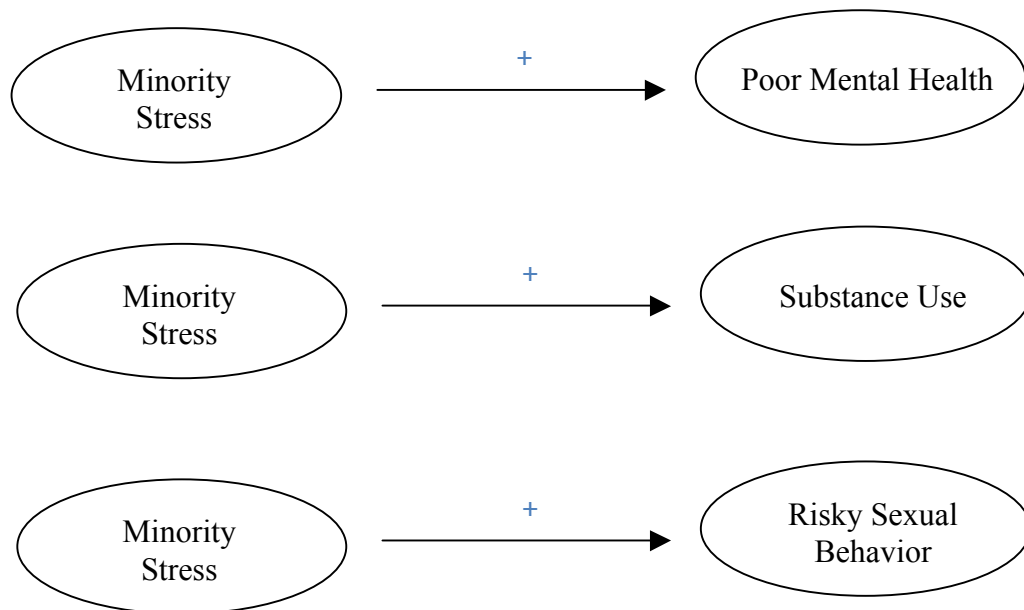 Minority
Stress
+
Poor Mental Health
Minority
Stress
+
Substance Use
Minority
Stress
+
Risky Sexual
Behavior